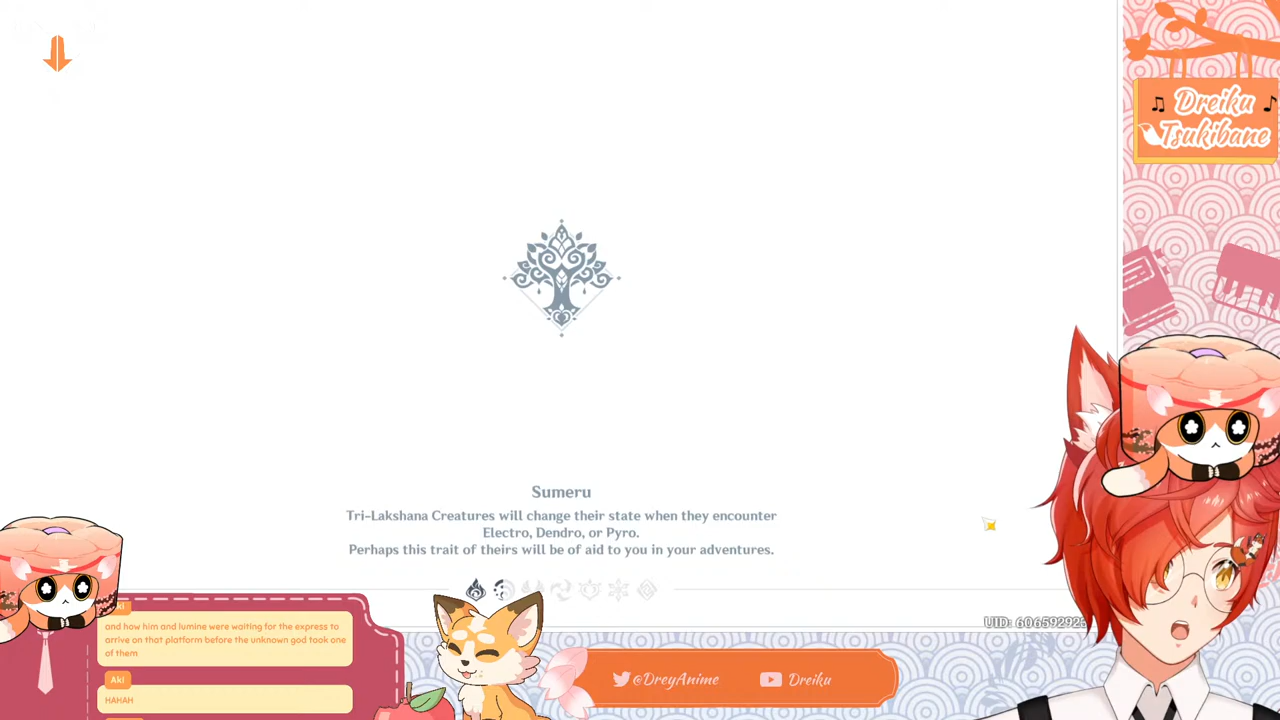 ♫ Dreiku ♪
Tsukibane
Sumeru
Tri-Lakshana Creatures will change their state when they encounter
Electro, Dendro, or Pyro.
Perhaps this trait of theirs will be of aid to you in your adventures.
UID: 606592925
and how him and lumine were waiting for the express to
arrive on that platform before the unknown god took one
of them
Aki
HAHAH
@DreyAnime
Dreiku